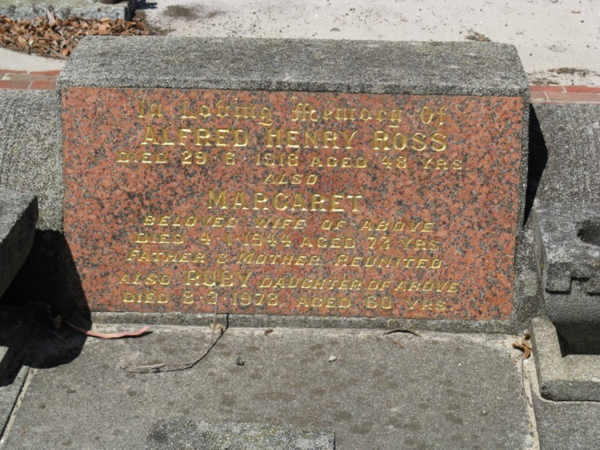 In Loving Memory Of
ALFRED HENRY ROSS
DIED 29-6-1918 AGED 48 YRS.
ALSO
MARGARET
BELOVED WIFE OF ABOVE
DIED 4-1-1944 AGED 77 YRS.
FATHER & MOTHER REUNITED
ALSO RUBY DAUGHTER OF ABOVE
DIED 8-3-1973 AGED YRS.